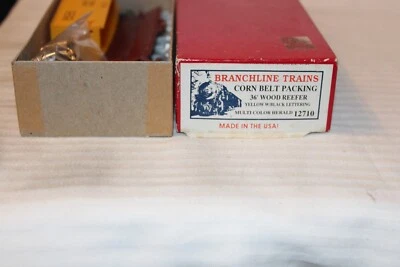 BRANCHLINE TRAINS
CORN BELT PACKING
36' WOOD REEFER
YELLOW W/BLACK LETTERING
MULTI COLOR HERALD 12710
MADE IN THE USA!